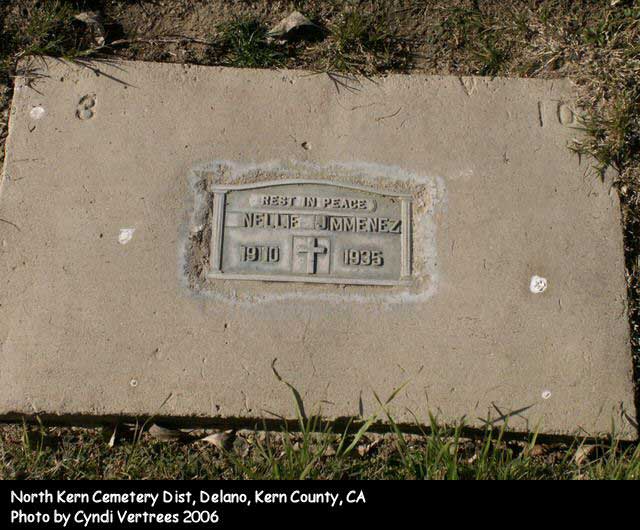 3 10
REST IN PEACE
NELLIE JIMMENEZ
1910 1935
North Kern Cemetery Dist, Delano, Kern County, CA
Photo by Cyndi Vertrees 2006